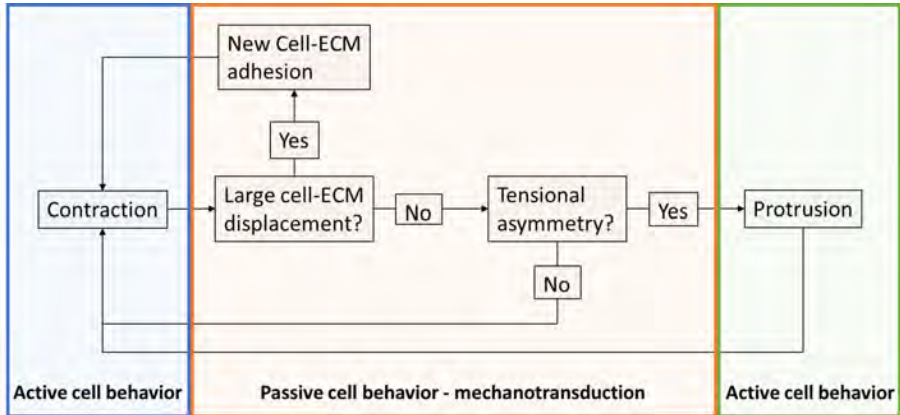 New Cell-ECM
adhesion
Yes
Contraction
Large cell-ECM
displacement?
No
Tensional
asymmetry?
Yes
Protrusion
No
Active cell behavior
Passive cell behavior - mechanotransduction
Active cell behavior